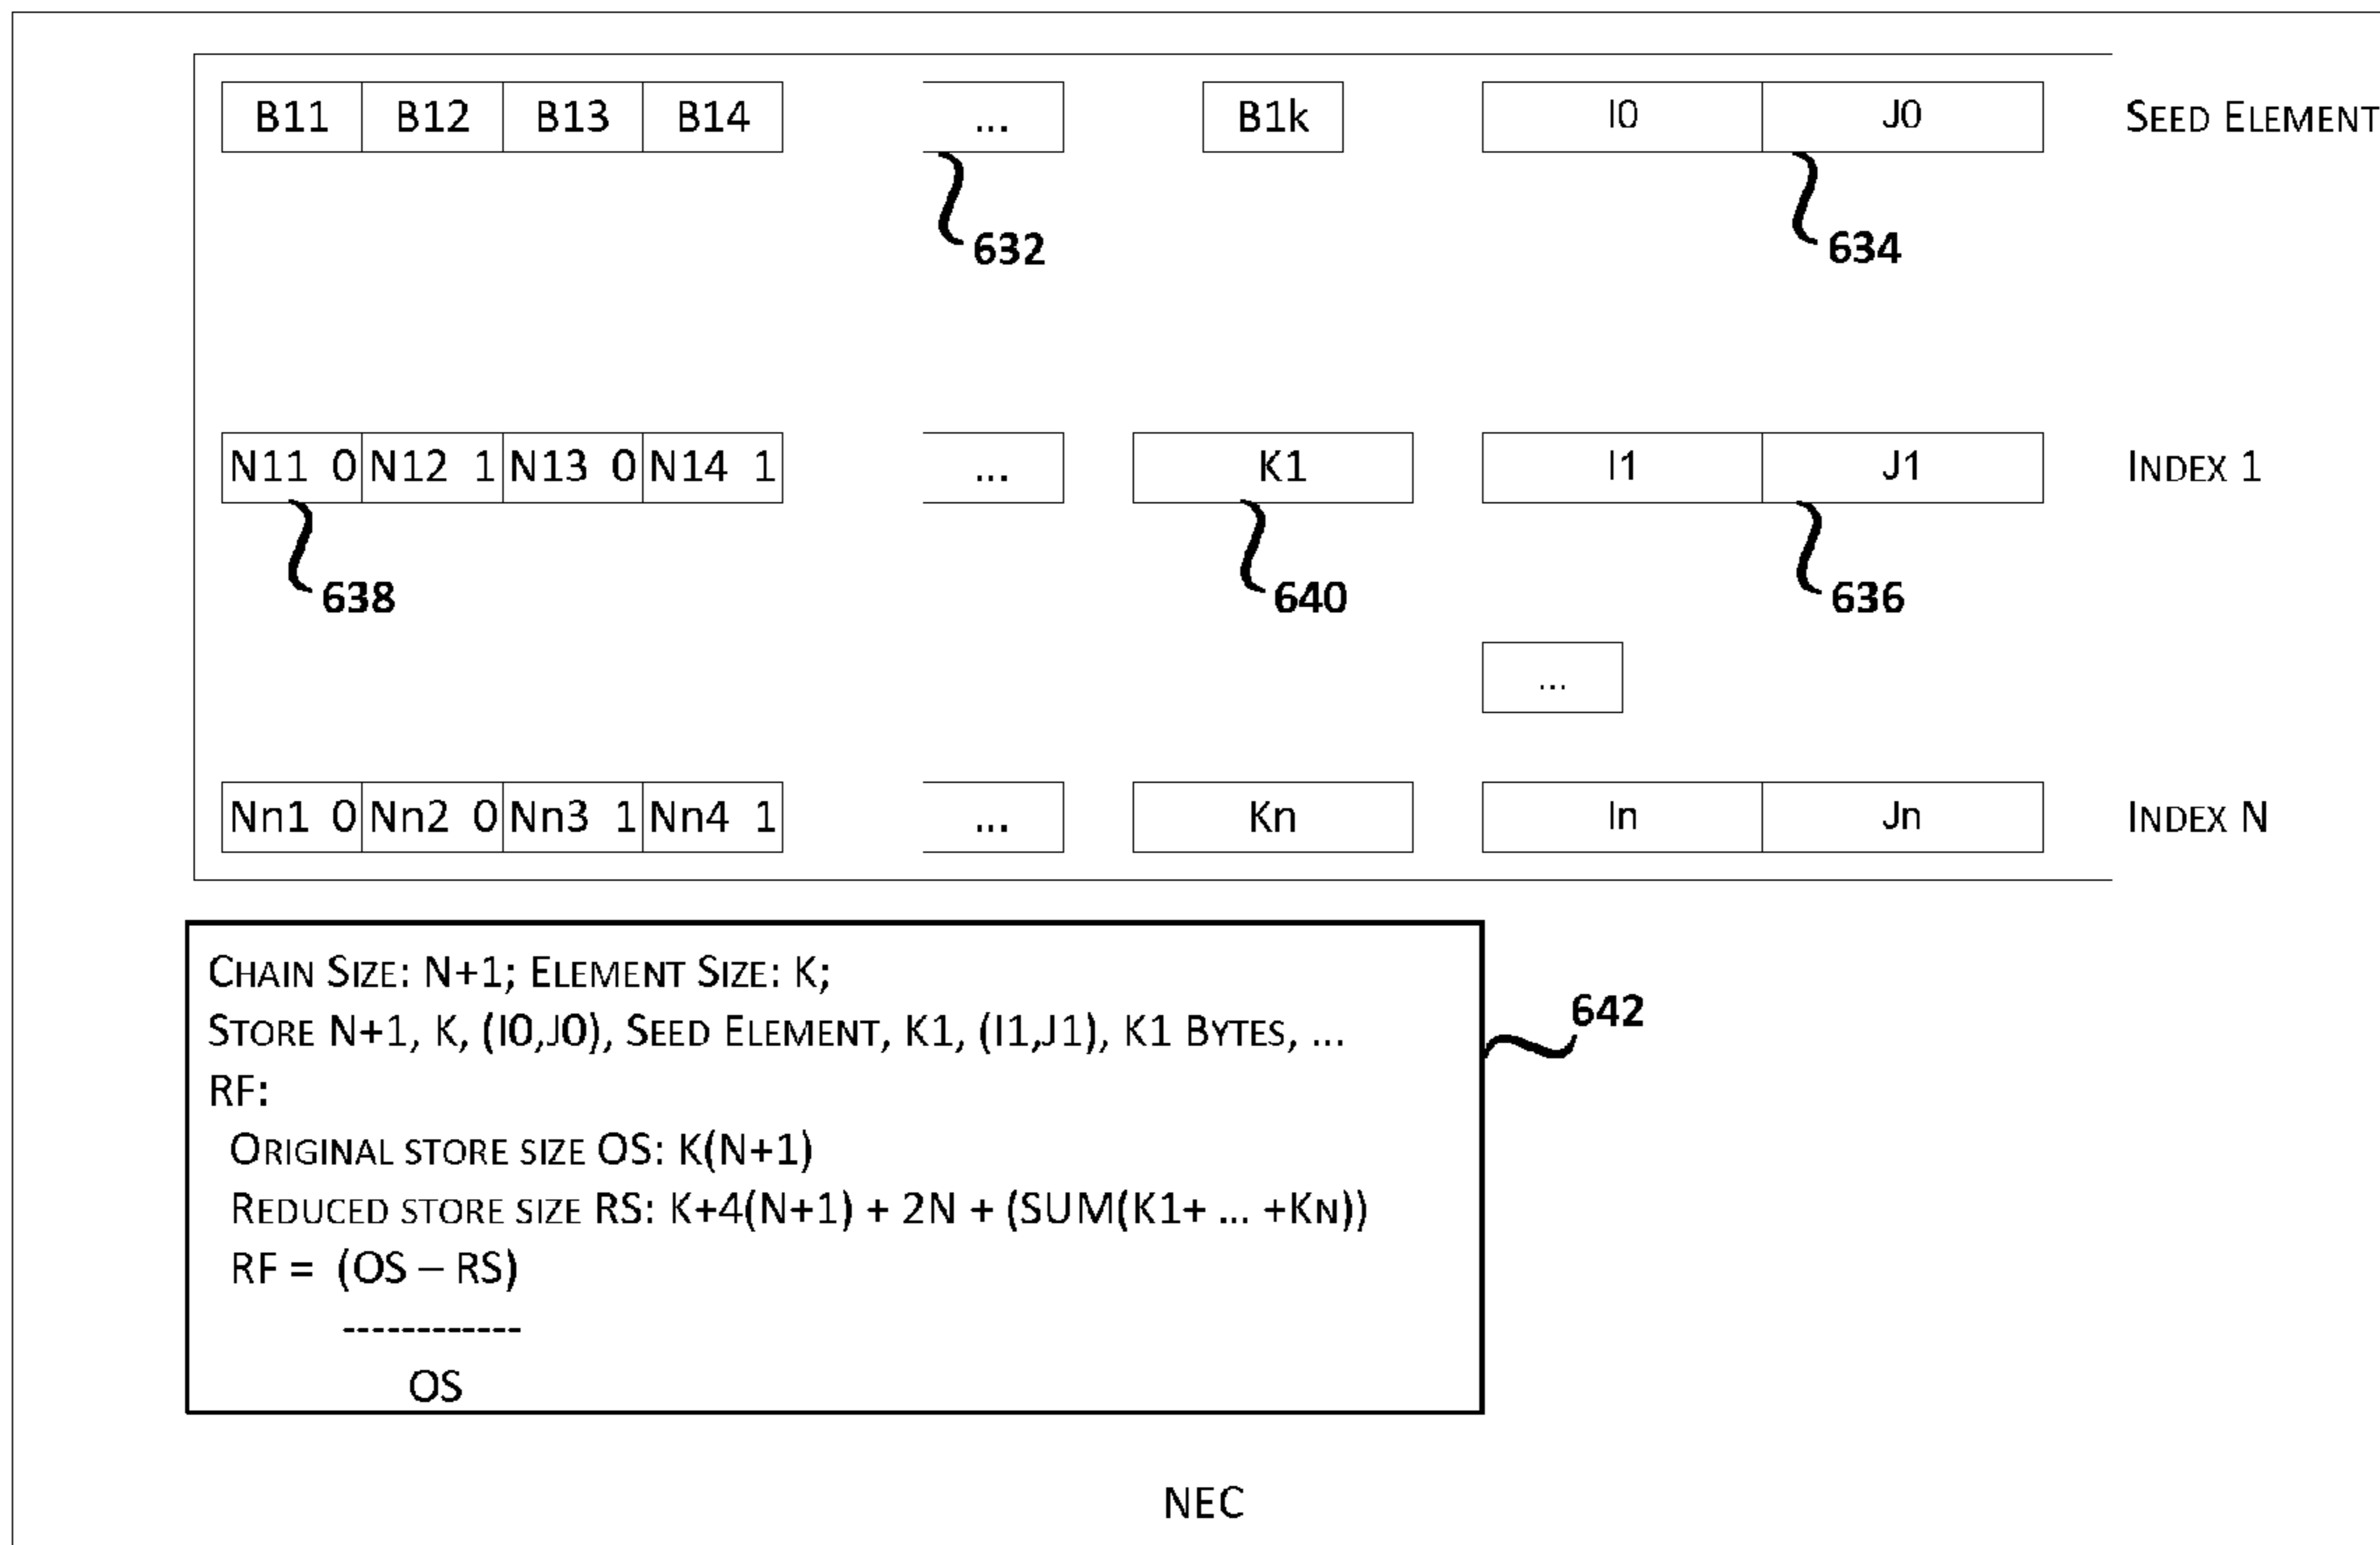 B11 B12 B13 B14 ... B1k I0 J0 SEED ELEMENT
632 634
N11 0 N12 1 N13 0 N14 1 ... K1 I1 J1 INDEX 1
638 640 636
...
Nn1 0 Nn2 0 Nn3 1 Nn4 1 ... Kn In Jn INDEX N
CHAIN SIZE: N+1; ELEMENT SIZE: K;
642
STORE N+1, K, (I0,J0), SEED ELEMENT, K1, (I1,J1), K1 BYTES, ...
RF:
ORIGINAL STORE SIZE OS: K(N+1)
REDUCED STORE SIZE RS: K+4(N+1) + 2N + (SUM(K1+ ... +KN))
RF = (OS – RS)
------------
OS
NEC